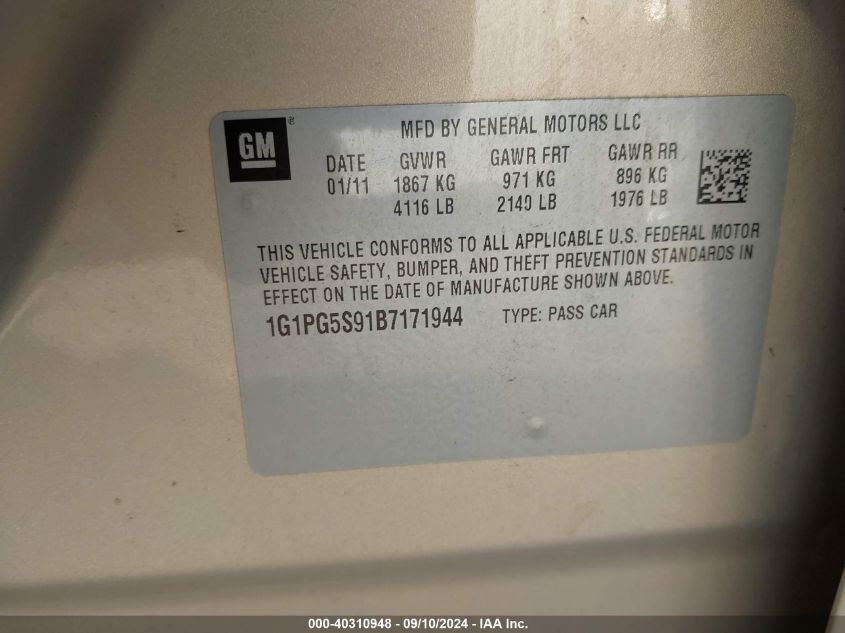 GM ®
MFD BY GENERAL MOTORS LLC
DATE GVWR GAWR FRT GAWR RR
01/11 1867 KG 971 KG 896 KG
4116 LB 2140 LB 1976 LB
THIS VEHICLE CONFORMS TO ALL APPLICABLE U.S. FEDERAL MOTOR
VEHICLE SAFETY, BUMPER, AND THEFT PREVENTION STANDARDS IN
EFFECT ON THE DATE OF MANUFACTURE SHOWN ABOVE.
1G1PG5S91B7171944 TYPE: PASS CAR
000-40310948 - 09/10/2024 - IAA Inc.